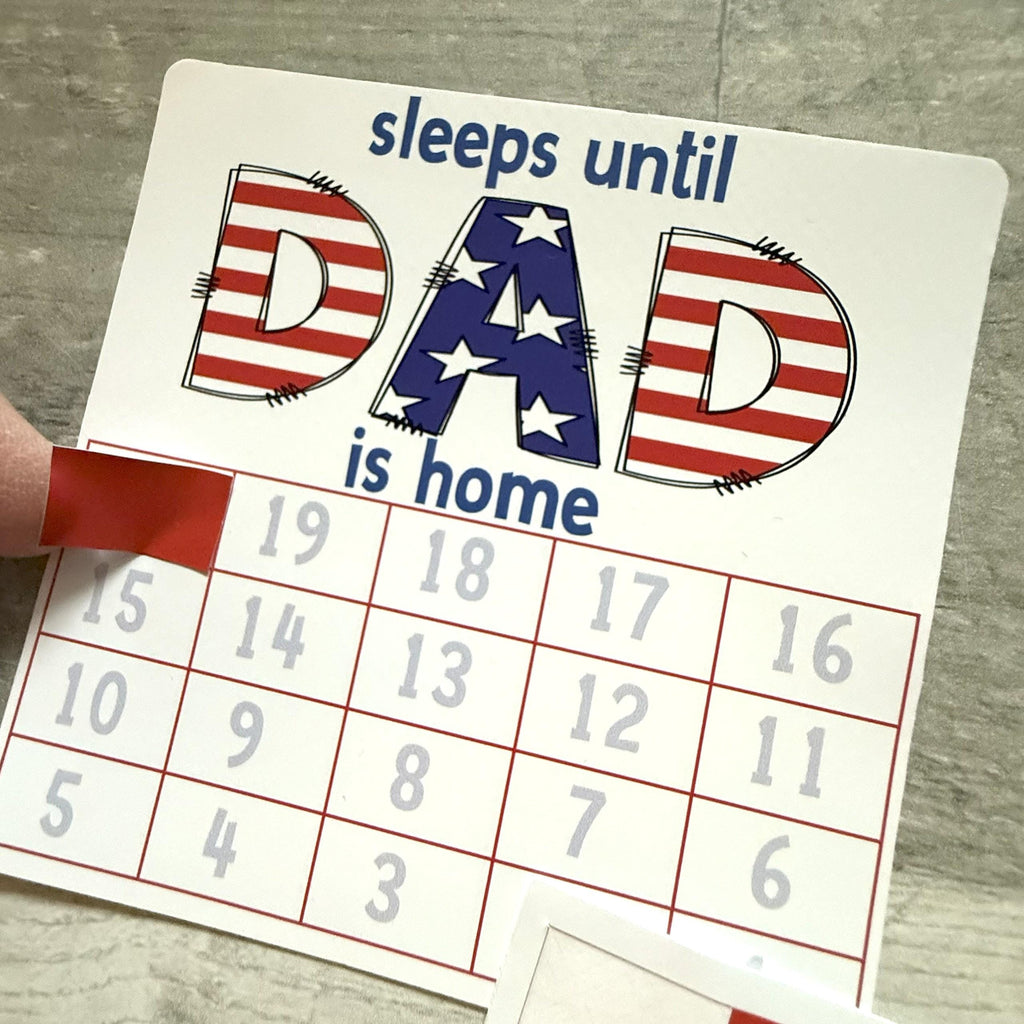 sleeps until
DAD
is home
19 18 17 16
15 14 13 12 11
10 9 8 7 6
5 4 3